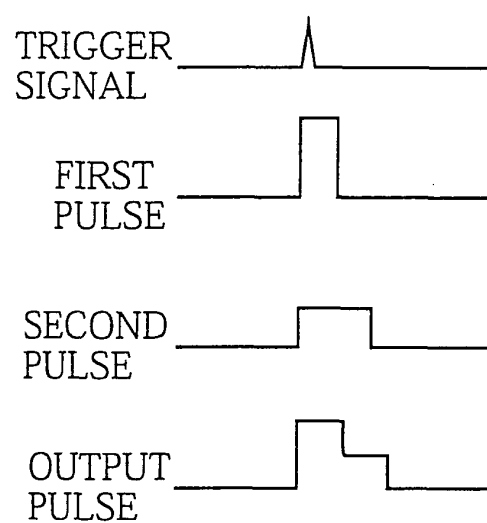 TRIGGER
SIGNAL
FIRST
PULSE
SECOND
PULSE
OUTPUT
PULSE